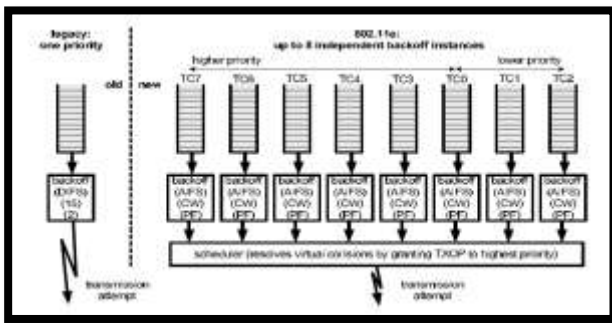 legacy:
one priority
802.11e:
up to 8 independent backoff instances
old
new
higher priority
lower priority
TC7 TC6 TC5 TC4 TC3 TC0 TC1 TC2
backoff backoff backoff backoff backoff backoff backoff backoff backoff
(DIFS) (AIFS) (AIFS) (AIFS) (AIFS) (AIFS) (AIFS) (AIFS) (AIFS)
(15) (CW) (CW) (CW) (CW) (CW) (CW) (CW) (CW)
(2) (PF) (PF) (PF) (PF) (PF) (PF) (PF) (PF)
scheduler (resolves virtual collisions by granting TXOP to highest priority)
transmission
attempt
transmission
attempt